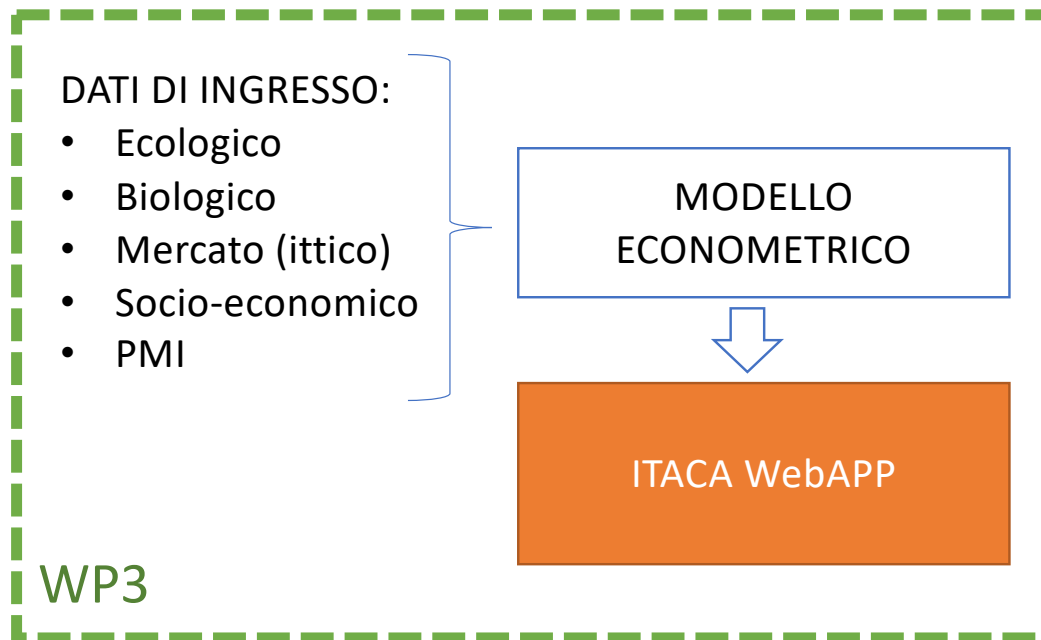 DATI DI INGRESSO:
• Ecologico
• Biologico
• Mercato (ittico)
• Socio-economico
• PMI
MODELLO
ECONOMETRICO
ITACA WebAPP
WP3